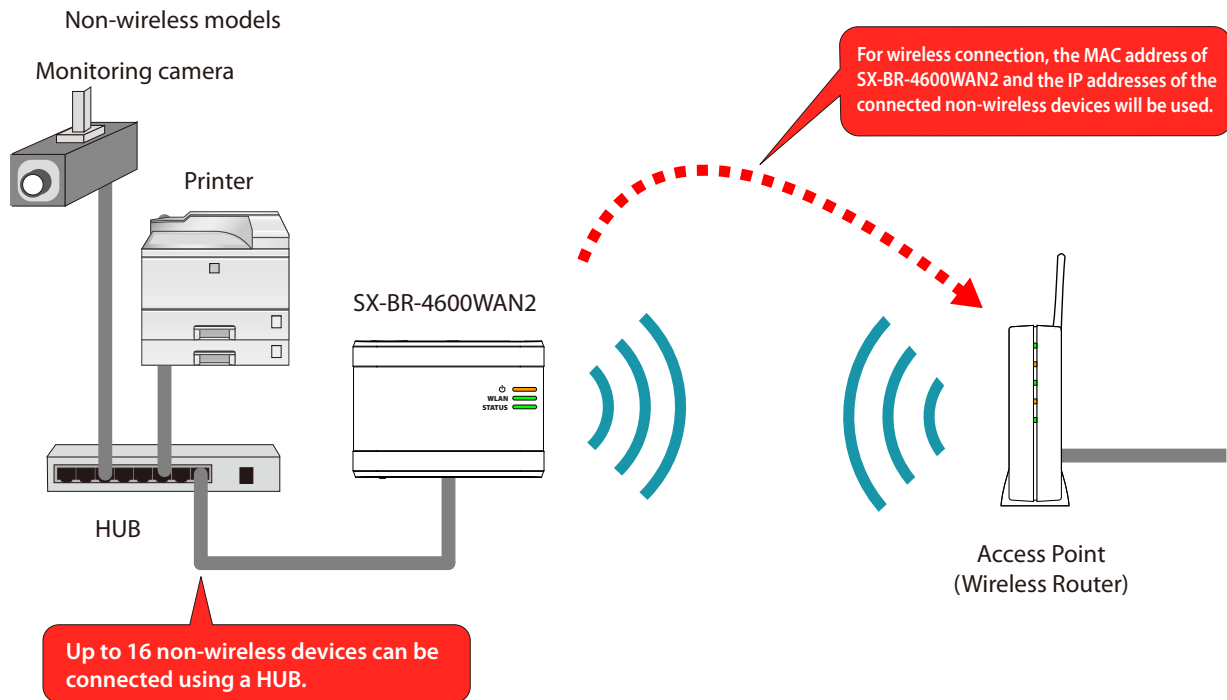 Non-wireless models
Monitoring camera
Printer
SX-BR-4600WAN2
WLAN
STATUS
HUB
For wireless connection, the MAC address of
SX-BR-4600WAN2 and the IP addresses of the
connected non-wireless devices will be used.
Access Point
(Wireless Router)
Up to 16 non-wireless devices can be
connected using a HUB.